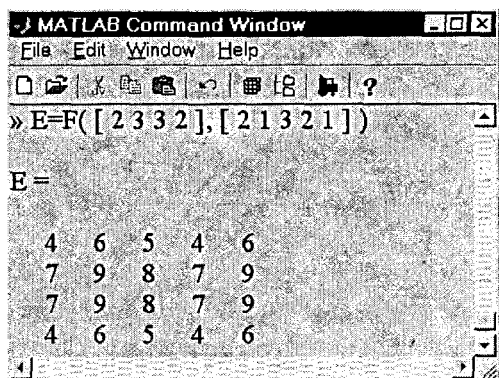 MATLAB Command Window
File Edit Window Help
?
» E=F([ 2 3 3 2 ],[ 2 1 3 2 1 ])
E =
4 6 5 4 6
7 9 8 7 9
7 9 8 7 9
4 6 5 4 6